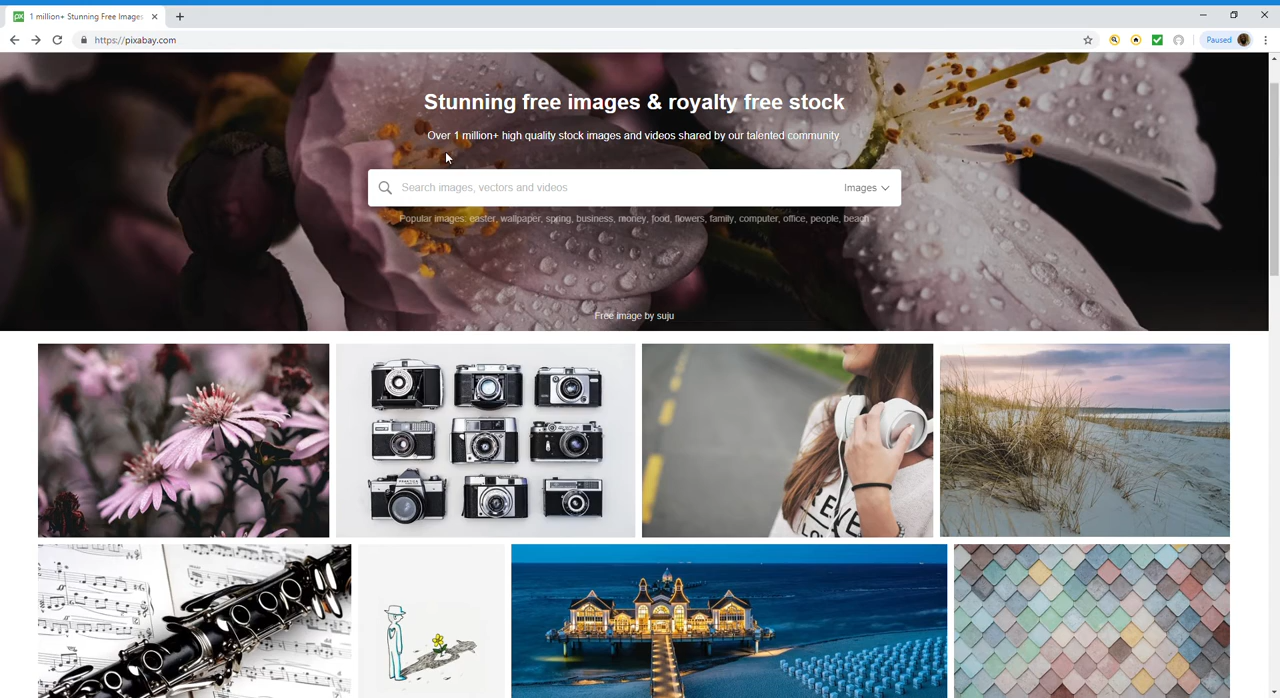 1 million+ Stunning Free Images
https://pixabay.com
Paused
Stunning free images & royalty free stock
Over 1 million+ high quality stock images and videos shared by our talented community
Search images, vectors and videos
Images
Popular images: easter, wallpaper, spring, business, money, food, flowers, family, computer, office, people, beach
Free image by suju